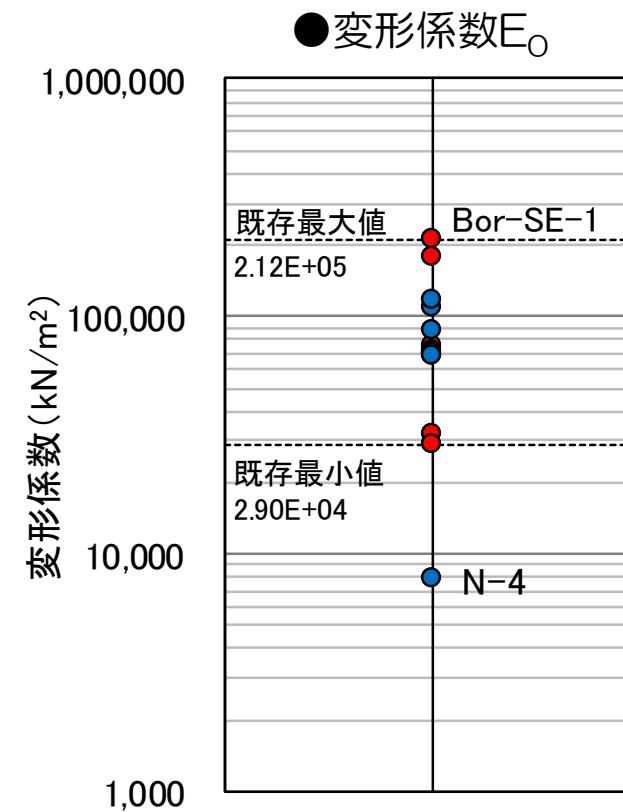 ●変形係数E₀
1,000,000
既存最大値
Bor-SE-1
2.12E+05
100,000
変形係数(kN/m²)
既存最小値
2.90E+04
10,000
N-4
1,000